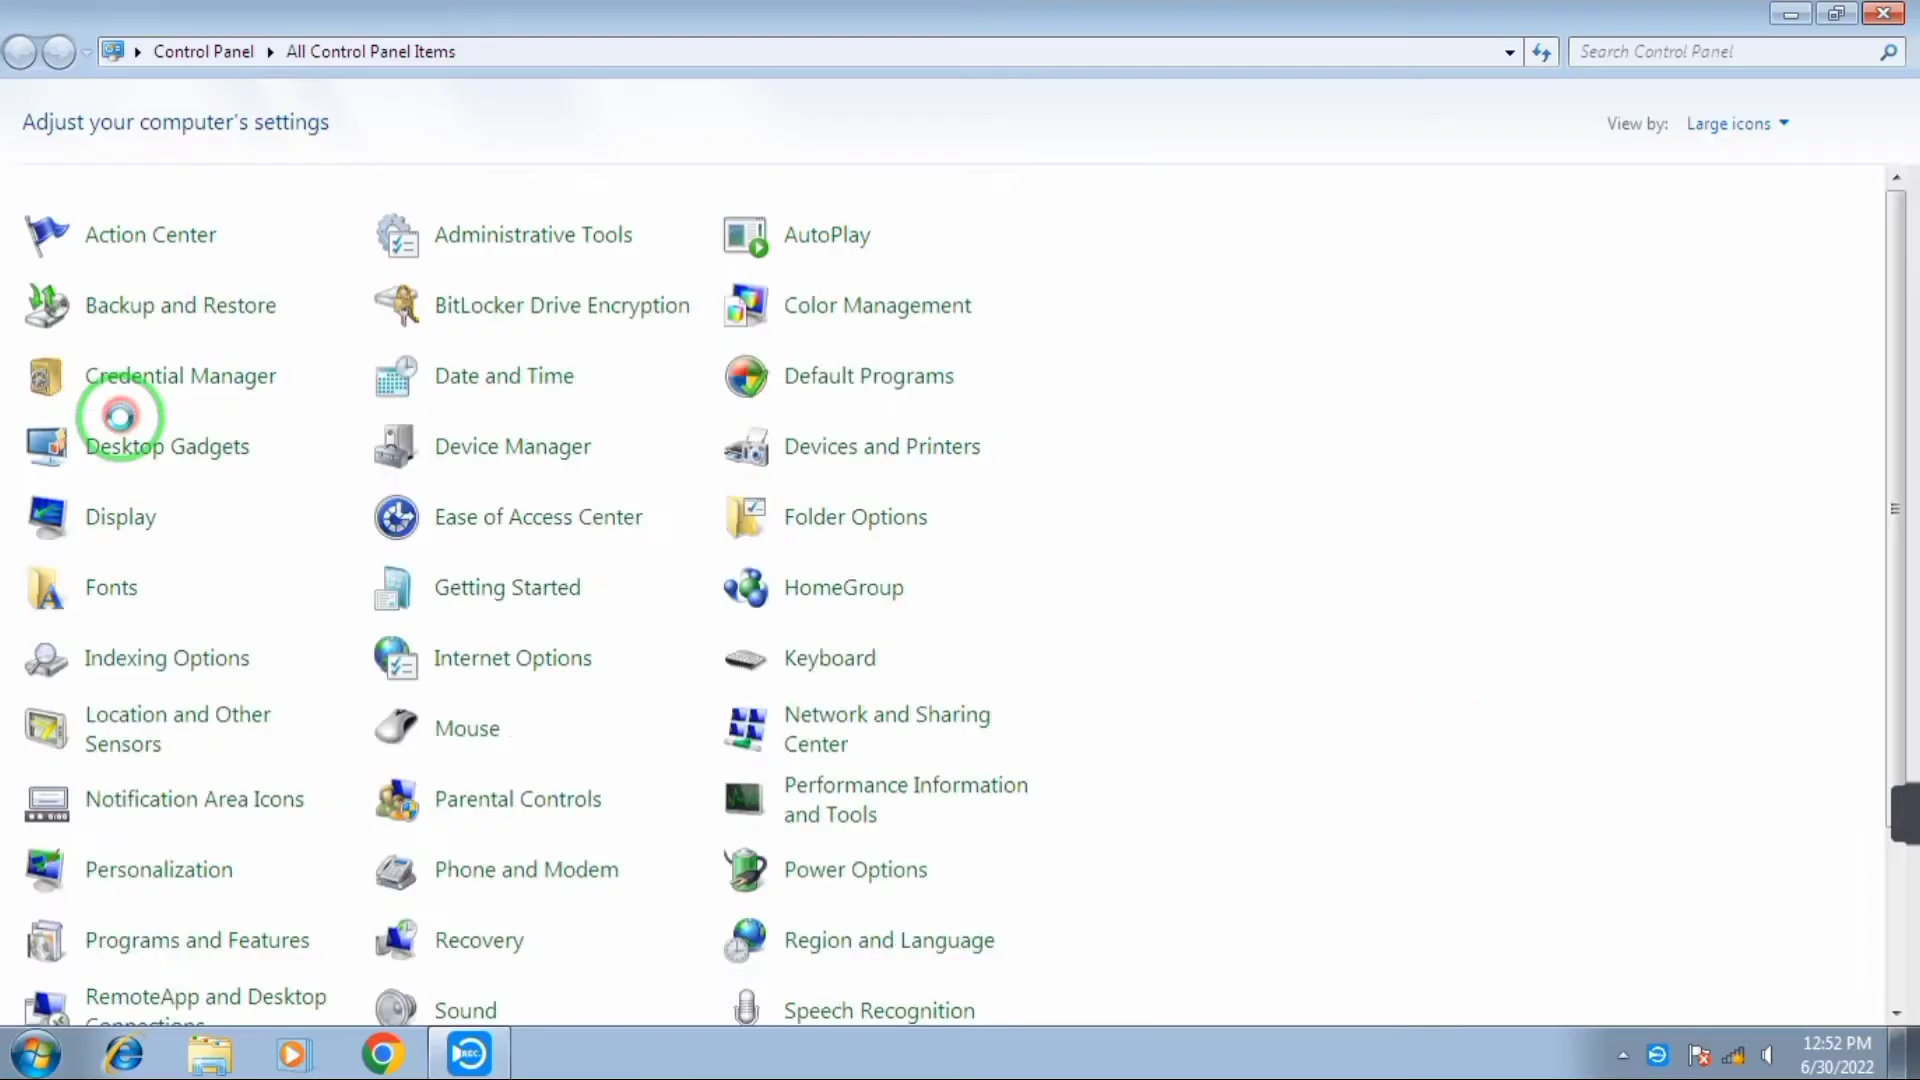 Control Panel
All Control Panel Items
Search Control Panel
Adjust your computer's settings
View by:
Large icons
Action Center
Administrative Tools
AutoPlay
Backup and Restore
BitLocker Drive Encryption
Color Management
Credential Manager
Date and Time
Default Programs
Desktop Gadgets
Device Manager
Devices and Printers
Display
Ease of Access Center
Folder Options
Fonts
Getting Started
HomeGroup
Indexing Options
Internet Options
Keyboard
Location and Other
Sensors
Mouse
Network and Sharing
Center
Notification Area Icons
Parental Controls
Performance Information
and Tools
Personalization
Phone and Modem
Power Options
Programs and Features
Recovery
Region and Language
RemoteApp and Desktop
Connections
Sound
Speech Recognition
REC
12:52 PM
6/30/2022